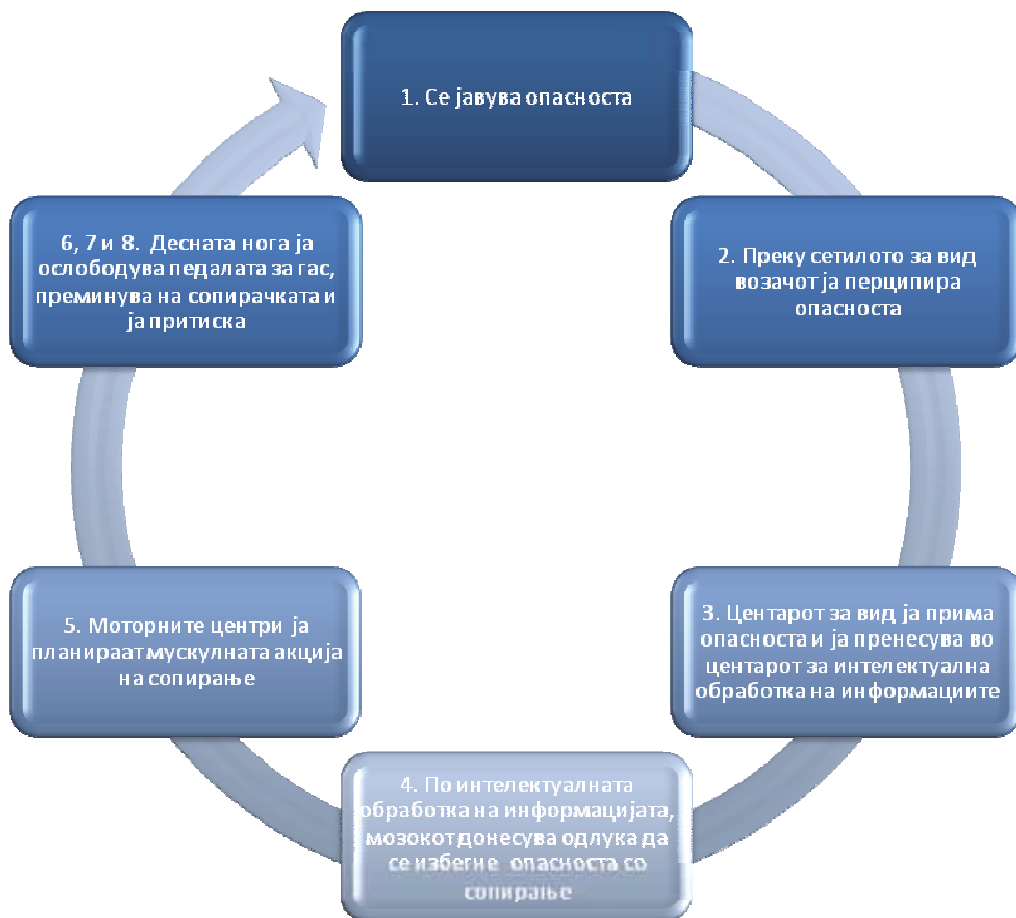 1. Се јавува опасноста
2. Преку сетилото за вид
возачот ја перципира
опасноста
3. Центарот за вид ја прима
опасноста и ја пренесува во
центарот за интелектуална
обработка на информациите
4. По интелектуалната
обработка на информацијата,
мозокот донесува одлука да
се избегне опасноста со
сопирање
5. Моторните центри ја
планираат мускулната акција
на сопирање
6, 7 и 8. Десната нога ја
ослободува педалата за гас,
преминува на сопирачката и
ја притиска